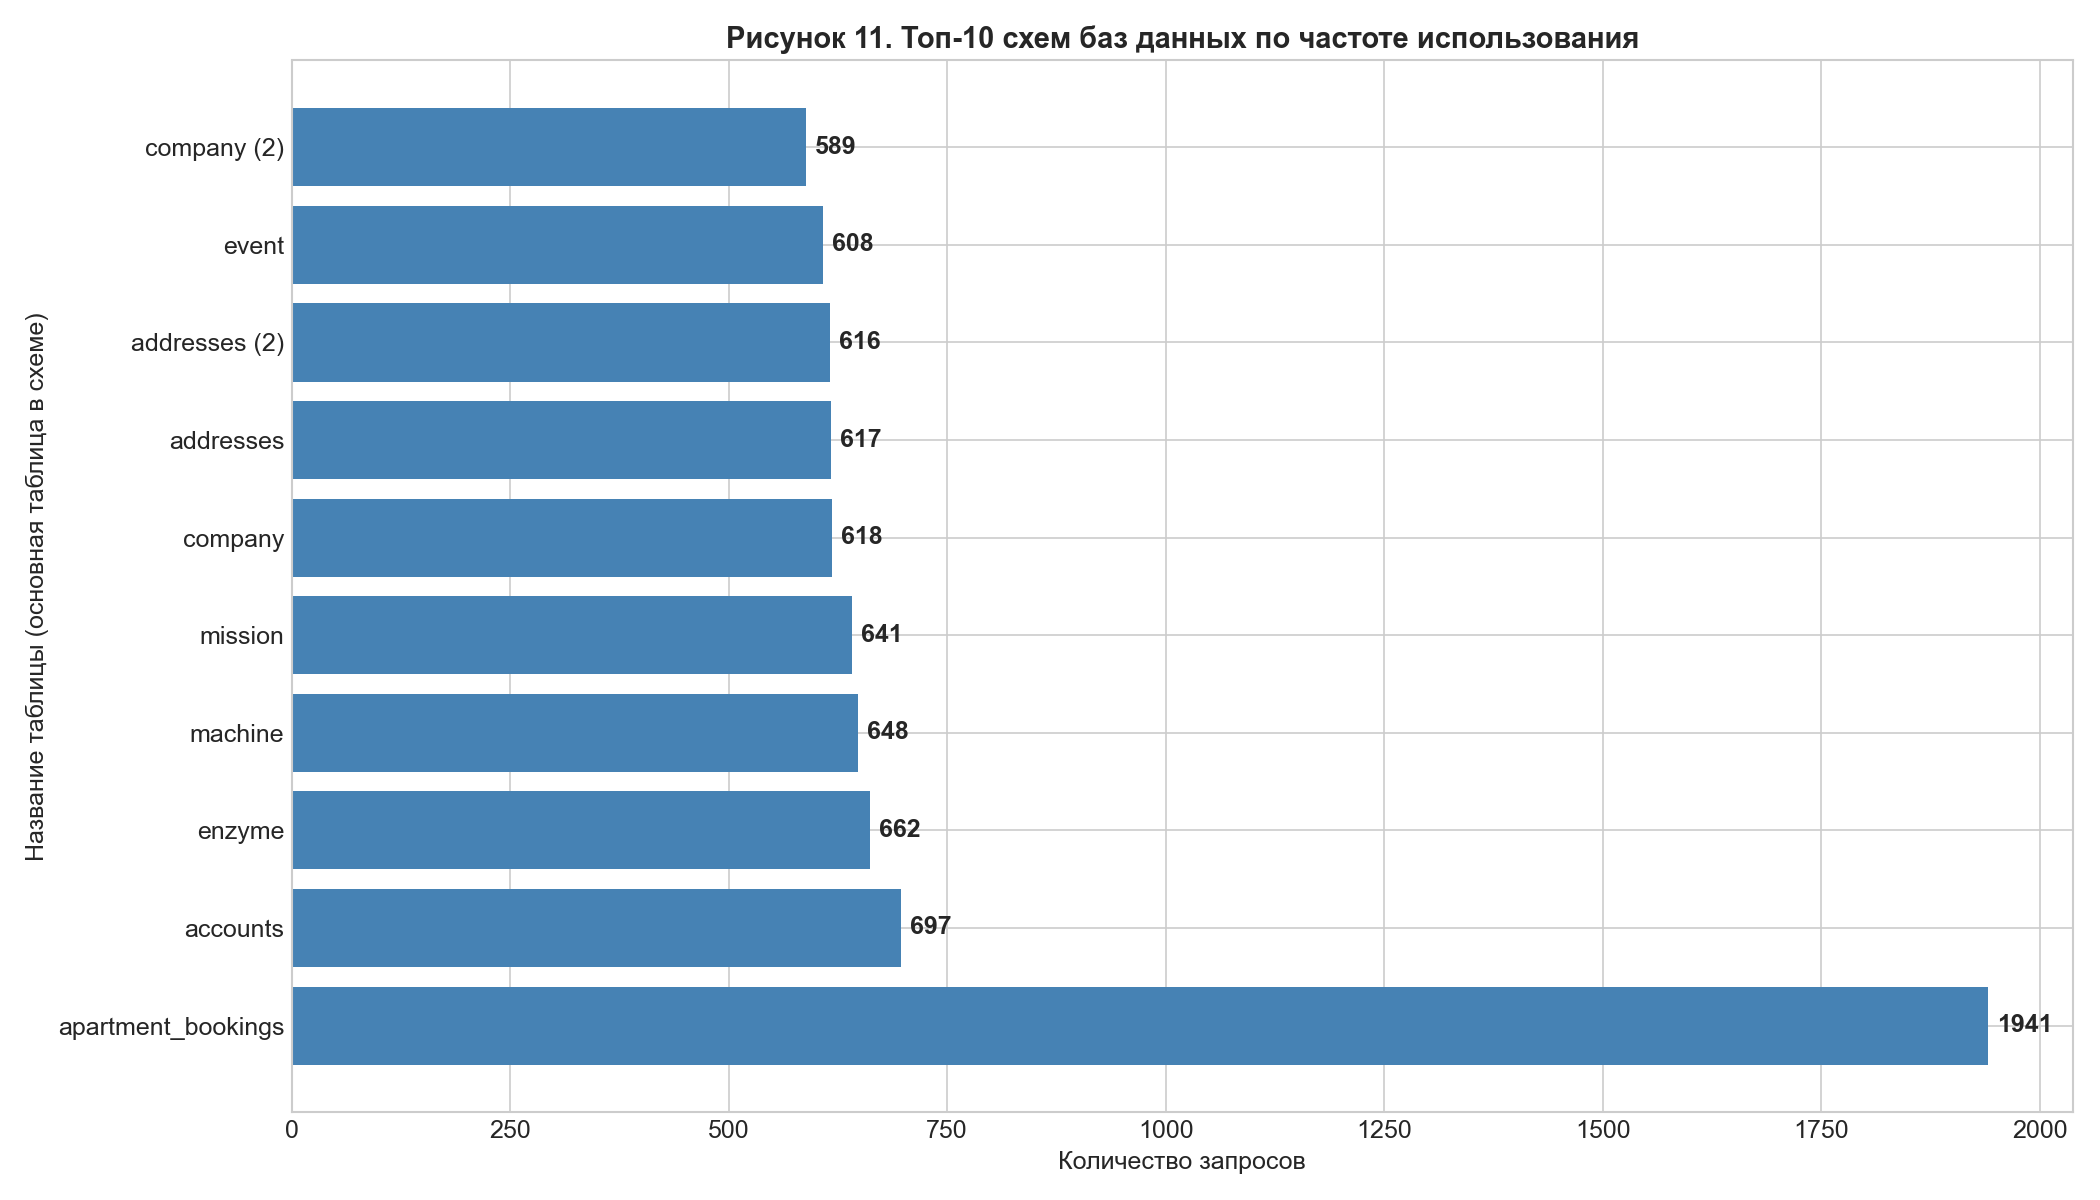 Рисунок 11. Топ-10 схем баз данных по частоте использования
Название таблицы (основная таблица в схеме)
company (2) 589
event 608
addresses (2) 616
addresses 617
company 618
mission 641
machine 648
enzyme 662
accounts 697
apartment_bookings 1941
0 250 500 750 1000 1250 1500 1750 2000
Количество запросов